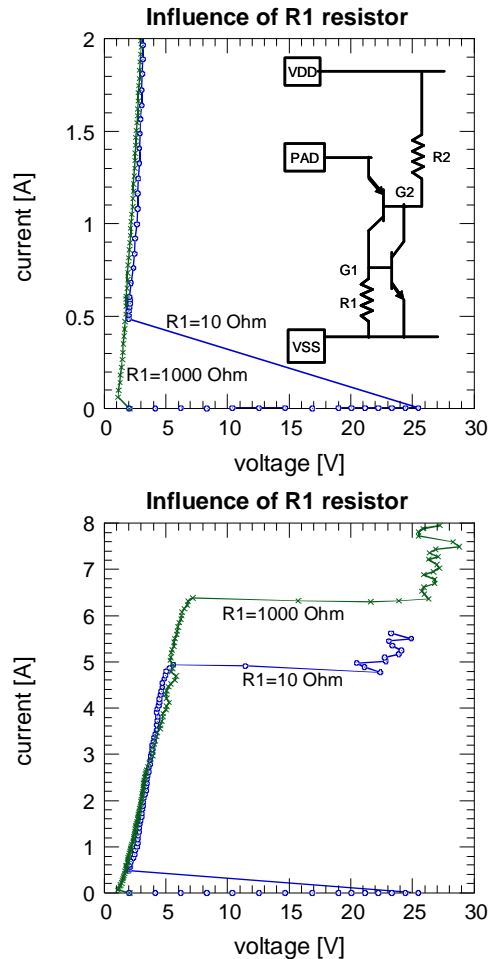 Influence of R1 resistor
2
1.5
1
0.5
0
current [A]
VDD
R2
PAD
G2
G1
R1
VSS
R1=10 Ohm
R1=1000 Ohm
0 5 10 15 20 25 30
voltage [V]
Influence of R1 resistor
8
7
6
5
4
3
2
1
0
current [A]
R1=1000 Ohm
R1=10 Ohm
0 5 10 15 20 25 30
voltage [V]